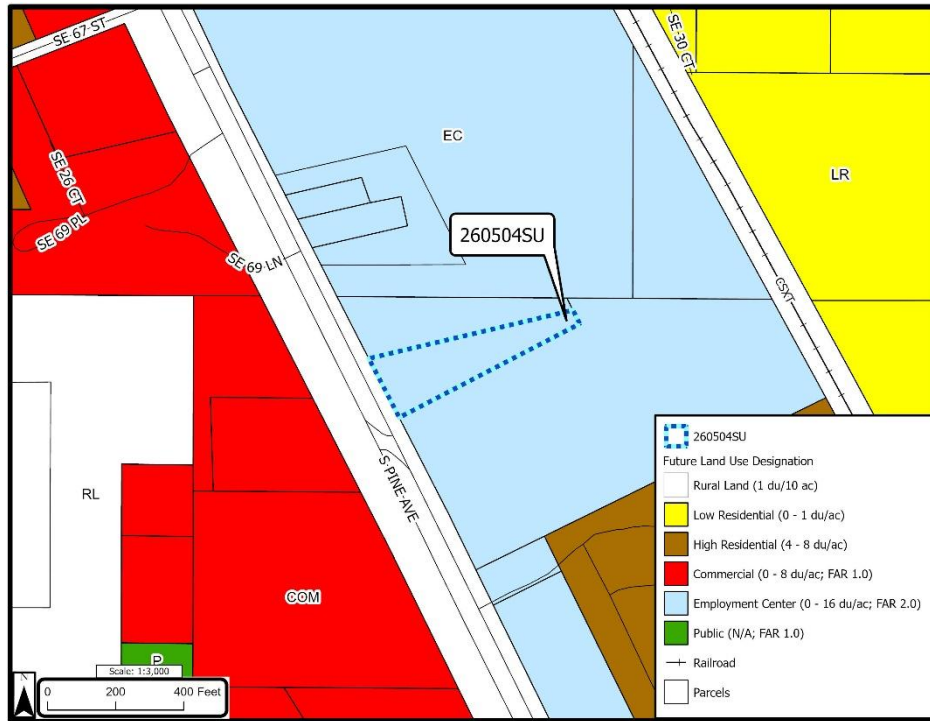 SE 67 ST
SE 30 CT
EC
LR
SE 26 CT
260504SU
SE 69 PL
SE 69 LN
CSXT
S PINE AVE
RL
COM
P
260504SU
Future Land Use Designation
Rural Land (1 du/10 ac)
Low Residential (0 - 1 du/ac)
High Residential (4 - 8 du/ac)
Commercial (0 - 8 du/ac; FAR 1.0)
Employment Center (0 - 16 du/ac; FAR 2.0)
Public (N/A; FAR 1.0)
Railroad
Parcels
Scale: 1:3,000
N
0 200 400 Feet